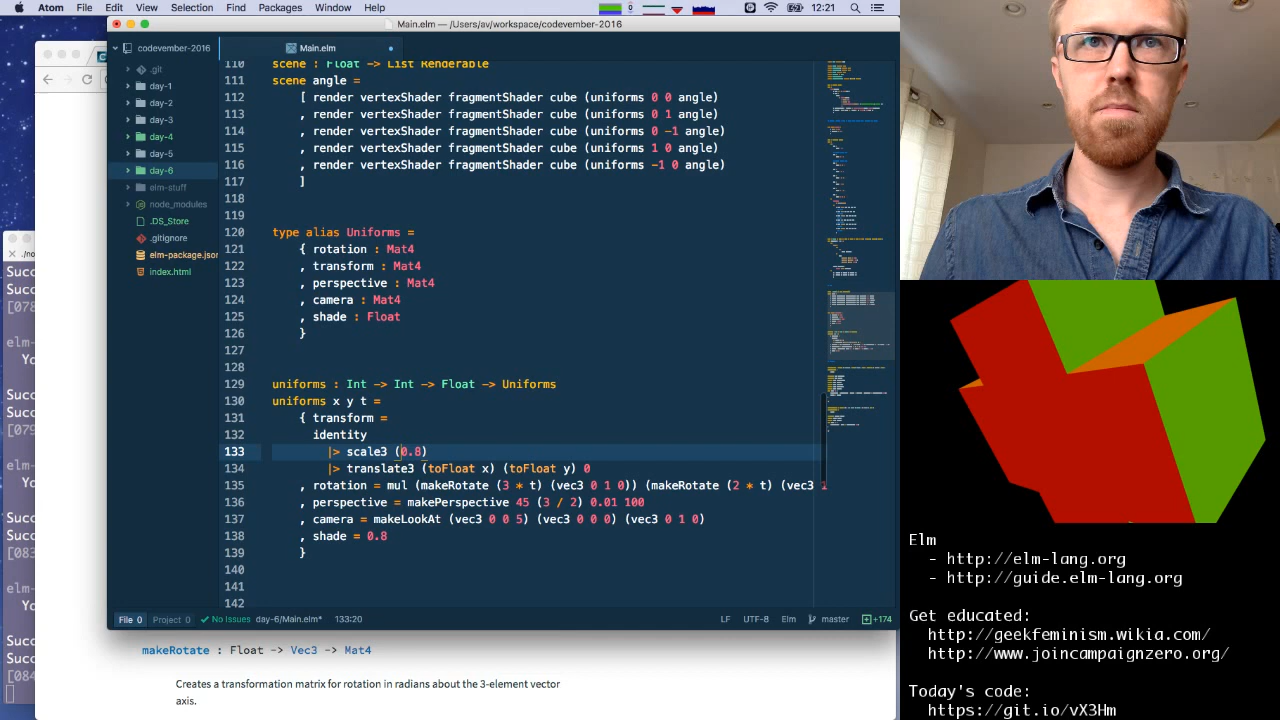 Atom File Edit View Selection Find Packages Window Help 12:21
Main.elm — /Users/av/workspace/codevember-2016
codevember-2016
.git
day-1
day-2
day-3
day-4
day-5
day-6
elm-stuff
node_modules
.DS_Store
.gitignore
elm-package.json
index.html
Main.elm
110 scene : Float -> List Renderable
111 scene angle =
112 [ render vertexShader fragmentShader cube (uniforms 0 0 angle)
113 , render vertexShader fragmentShader cube (uniforms 0 1 angle)
114 , render vertexShader fragmentShader cube (uniforms 0 -1 angle)
115 , render vertexShader fragmentShader cube (uniforms 1 0 angle)
116 , render vertexShader fragmentShader cube (uniforms -1 0 angle)
117 ]
118
119
120 type alias Uniforms =
121 { rotation : Mat4
122 , transform : Mat4
123 , perspective : Mat4
124 , camera : Mat4
125 , shade : Float
126 }
127
128
129 uniforms : Int -> Int -> Float -> Uniforms
130 uniforms x y t =
131 { transform =
132 identity
133 |> scale3 (0.8)
134 |> translate3 (toFloat x) (toFloat y) 0
135 , rotation = mul (makeRotate (3 * t) (vec3 0 1 0)) (makeRotate (2 * t) (vec3 1
136 , perspective = makePerspective 45 (3 / 2) 0.01 100
137 , camera = makeLookAt (vec3 0 0 5) (vec3 0 0 0) (vec3 0 1 0)
138 , shade = 0.8
139 }
140
141
142
File 0 Project 0 No Issues day-6/Main.elm* 133:20 LF UTF-8 Elm master +174
makeRotate : Float -> Vec3 -> Mat4
Creates a transformation matrix for rotation in radians about the 3-element vector
axis.
Elm
- http://elm-lang.org
- http://guide.elm-lang.org
Get educated:
http://geekfeminism.wikia.com/
http://www.joincampaignzero.org/
Today's code:
https://git.io/vX3Hm